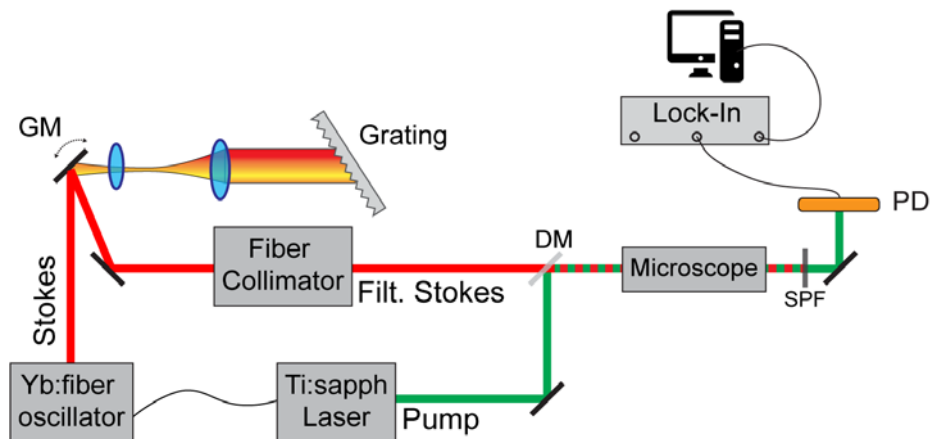 GM
Grating
Lock-In
PD
DM
Fiber
Collimator
Microscope
Filt. Stokes
SPF
Stokes
Yb:fiber
oscillator
Ti:sapph
Laser
Pump